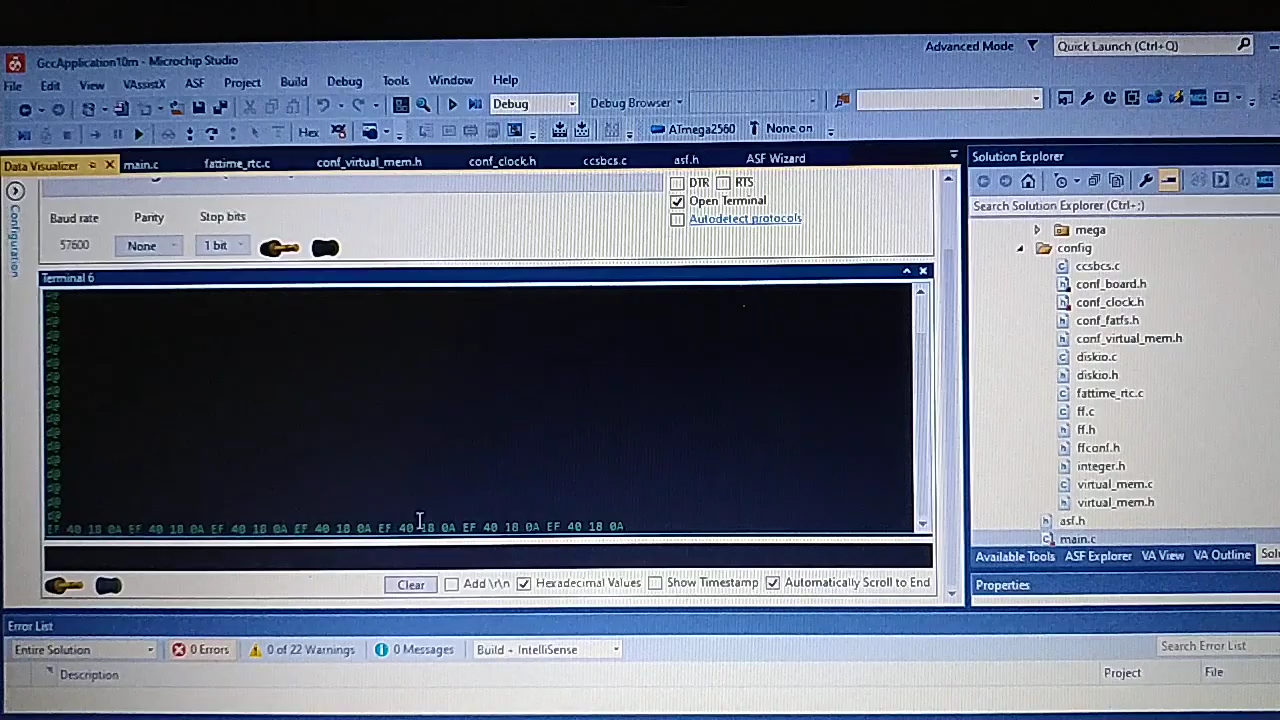 GccApplication10m - Microchip Studio
Advanced Mode
Quick Launch (Ctrl+Q)
File Edit View VAssistX ASF Project Build Debug Tools Window Help
Debug
Debug Browser
Hex
ATmega2560
None on
Data Visualizer
main.c
fattime_rtc.c
conf_virtual_mem.h
conf_clock.h
ccsbcs.c
asf.h
ASF Wizard
Configuration
DTR
RTS
Open Terminal
Autodetect protocols
Baud rate
Parity
Stop bits
57600
None
1 bit
Terminal 6
EF 40 18 0A EF 40 18 0A EF 40 18 0A EF 40 18 0A EF 40 18 0A EF 40 18 0A EF 40 18 0A
Clear
Add \r\n
Hexadecimal Values
Show Timestamp
Automatically Scroll to End
Solution Explorer
Search Solution Explorer (Ctrl+;)
mega
config
ccsbcs.c
conf_board.h
conf_clock.h
conf_fatfs.h
conf_virtual_mem.h
diskio.c
diskio.h
fattime_rtc.c
ff.c
ff.h
ffconf.h
integer.h
virtual_mem.c
virtual_mem.h
asf.h
main.c
Available Tools
ASF Explorer
VA View
VA Outline
Sol
Properties
Error List
Entire Solution
0 Errors
0 of 22 Warnings
0 Messages
Build + IntelliSense
Search Error List
Description
Project
File